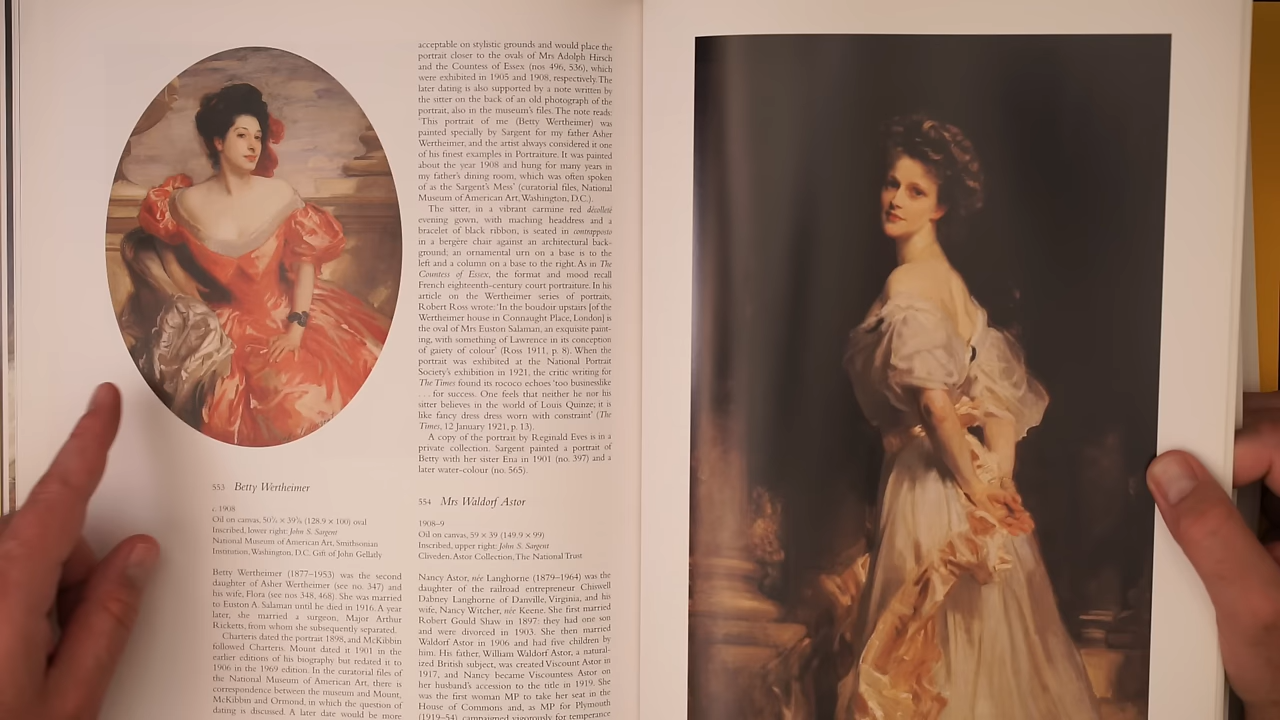 553 Betty Wertheimer
c. 1908
Oil on canvas, 50¾ × 39⅜ (128.9 × 100) oval
Inscribed, lower right: John S. Sargent
National Museum of American Art, Smithsonian
Institution, Washington, D.C. Gift of John Gellatly
Betty Wertheimer (1877–1953) was the second
daughter of Asher Wertheimer (see no. 347) and
his wife, Flora (see nos 348, 468). She was married
to Euston A. Salaman until he died in 1916. A year
later, she married a surgeon, Major Arthur
Ricketts, from whom she subsequently separated.
Charteris dated the portrait 1898, and McKibbin
followed Charteris. Mount dated it 1901 in the
earlier editions of his biography but redated it to
1906 in the 1969 edition. In the curatorial files of
the National Museum of American Art, there is
correspondence between the museum and Mount,
McKibbin and Ormond, in which the question of
dating is discussed. A later date would be more
acceptable on stylistic grounds and would place the
portrait closer to the ovals of Mrs Adolph Hirsch
and the Countess of Essex (nos 496, 536), which
were exhibited in 1905 and 1908, respectively. The
later dating is also supported by a note written by
the sitter on the back of an old photograph of the
portrait, also in the museum's files. The note reads:
'This portrait of me (Betty Wertheimer) was
painted specially by Sargent for my father Asher
Wertheimer, and the artist always considered it one
of his finest examples in Portraiture. It was painted
about the year 1908 and hung for many years in
my father's dining room, which was often spoken
of as the Sargent's Mess' (curatorial files, National
Museum of American Art, Washington, D.C.).
The sitter, in a vibrant carmine red décolleté
evening gown, with maching headdress and a
bracelet of black ribbon, is seated in contrapposto
in a bergère chair against an architectural back-
ground; an ornamental urn on a base is to the
left and a column on a base to the right. As in The
Countess of Essex, the format and mood recall
French eighteenth-century court portraiture. In his
article on the Wertheimer series of portraits,
Robert Ross wrote: 'In the boudoir upstairs [of the
Wertheimer house in Connaught Place, London] is
the oval of Mrs Euston Salaman, an exquisite paint-
ing, with something of Lawrence in its conception
of gaiety of colour' (Ross 1911, p. 8). When the
portrait was exhibited at the National Portrait
Society's exhibition in 1921, the critic writing for
The Times found its rococo echoes 'too businesslike
. . . for success. One feels that neither he nor his
sitter believes in the world of Louis Quinze; it is
like fancy dress dress worn with constraint' (The
Times, 12 January 1921, p. 13).
A copy of the portrait by Reginald Eves is in a
private collection. Sargent painted a portrait of
Betty with her sister Ena in 1901 (no. 397) and a
later water-colour (no. 565).
554 Mrs Waldorf Astor
1908–9
Oil on canvas, 59 × 39 (149.9 × 99)
Inscribed, upper right: John S. Sargent
Cliveden, Astor Collection, The National Trust
Nancy Astor, née Langhorne (1879–1964) was the
daughter of the railroad entrepreneur Chiswell
Dabney Langhorne of Danville, Virginia, and his
wife, Nancy Witcher, née Keene. She first married
Robert Gould Shaw in 1897: they had one son
and were divorced in 1903. She then married
Waldorf Astor in 1906 and had five children by
him. His father, William Waldorf Astor, a natural-
ized British subject, was created Viscount Astor in
1917, and Nancy became Viscountess Astor on
her husband's accession to the title in 1919. She
was the first woman MP to take her seat in the
House of Commons and, as MP for Plymouth
(1919–54), campaigned vigorously for temperance